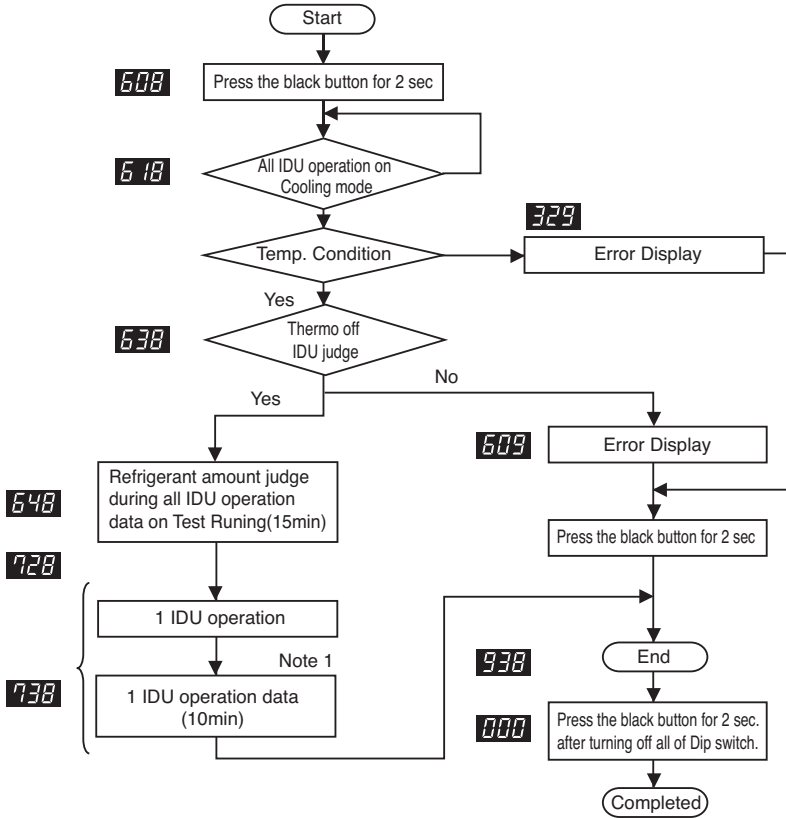 Start
608
Press the black button for 2 sec
618
All IDU operation on
Cooling mode
329
Temp. Condition
Error Display
Yes
638
Thermo off
IDU judge
No
Yes
609
Error Display
648
Refrigerant amount judge
during all IDU operation
data on Test Runing(15min)
Press the black button for 2 sec
728
1 IDU operation
Note 1
938
End
738
1 IDU operation data
(10min)
000
Press the black button for 2 sec.
after turning off all of Dip switch.
Completed